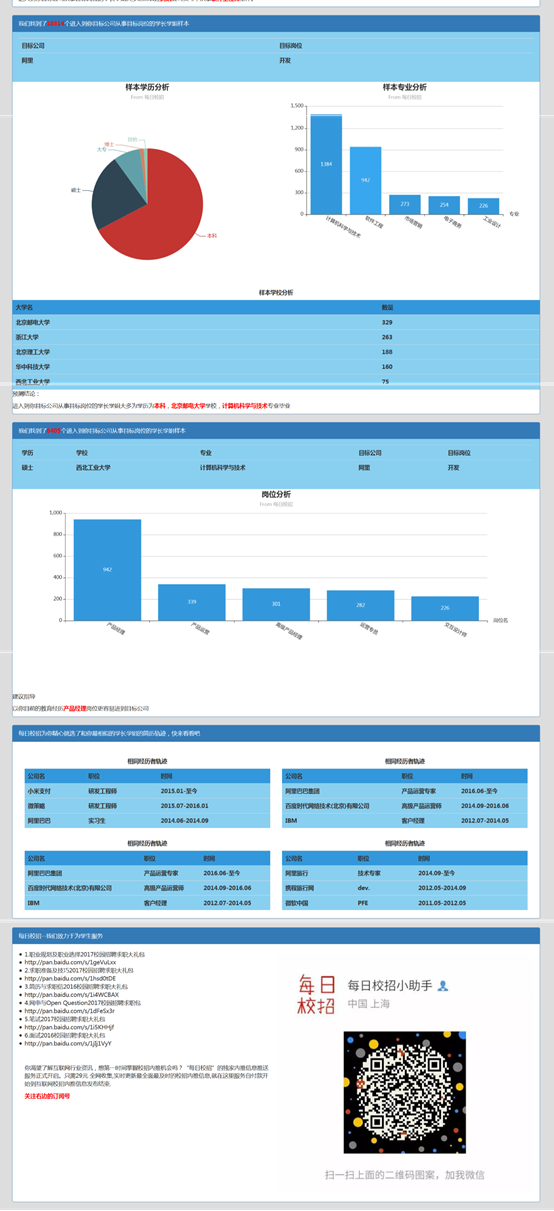 我们找到了个进入到你目标公司从事目标岗位的学长学姐样本
目标公司 目标岗位
阿里 开发
样本学历分析
From 每日校招
本科
硕士
大专
博士
样本专业分析
From 每日校招
1,500
1,200
900
600
300
0
1384
942
273
254
226
计算机科学与技术
软件工程
市场营销
电子商务
工业设计
专业
样本学校分析
大学名 数量
北京邮电大学 329
浙江大学 263
北京理工大学 188
华中科技大学 160
西北工业大学 75
预测结论：
进入到你目标公司从事目标岗位的学长学姐大多为学历为本科，北京邮电大学学校，计算机科学与技术专业毕业
我们找到了个进入到你目标公司从事目标岗位的学长学姐样本
学历 学校 专业 目标公司 目标岗位
硕士 西北工业大学 计算机科学与技术 阿里 开发
岗位分析
From 每日校招
1,000
800
600
400
200
0
942
339
301
282
226
产品经理
产品运营
高级产品经理
运营专员
交互设计师
岗位名
建议指导
以你目前的教育经历产品经理岗位更容易进到目标公司
每日校招为你精心挑选了和你最相似的学长学姐的简历轨迹，快来看看吧
相同经历者轨迹
公司名 职位 时间
小米支付 研发工程师 2015.01-至今
微策略 研发工程师 2015.07-2016.01
阿里巴巴 实习生 2014.06-2014.09
相同经历者轨迹
公司名 职位 时间
阿里巴巴集团 产品运营专家 2016.06-至今
百度时代网络技术(北京)有限公司 高级产品运营师 2014.09-2016.06
IBM 客户经理 2012.07-2014.05
相同经历者轨迹
公司名 职位 时间
阿里巴巴集团 产品运营专家 2016.06-至今
百度时代网络技术(北京)有限公司 高级产品运营师 2014.09-2016.06
IBM 客户经理 2012.07-2014.05
相同经历者轨迹
公司名 职位 时间
阿里旅行 技术专家 2014.09-至今
携程旅行网 dev. 2012.05-2014.09
微软中国 PFE 2011.05-2012.05
每日校招--我们致力于为学生服务
1.职业规划及职业选择2017校园招聘求职大礼包
http://pan.baidu.com/s/1geVuLxx
2.求职准备及技巧2017校园招聘求职大礼包
http://pan.baidu.com/s/1hsd0tDE
3.简历与求职信2016校园招聘求职大礼包
http://pan.baidu.com/s/1i4WCBAX
4.网申与Open Question2017校园招聘求职包
http://pan.baidu.com/s/1dFeSx3r
5.笔试2017校园招聘求职大礼包
http://pan.baidu.com/s/1i5KHHjf
6.面试2016校园招聘求职大礼包
http://pan.baidu.com/s/1jIj1VyY
你渴望了解互联网行业资讯，想第一时间掌握校招内推机会吗？“每日校招”的独家内推信息推送
服务正式开启。只需29元 全网收集,实时更新最全面最及时的校招内推信息,就在这里服务自付款开
始到互联网校招内推信息发布结束.
关注右边的订阅号
每日
校招
每日校招小助手
中国 上海
扫一扫上面的二维码图案，加我微信